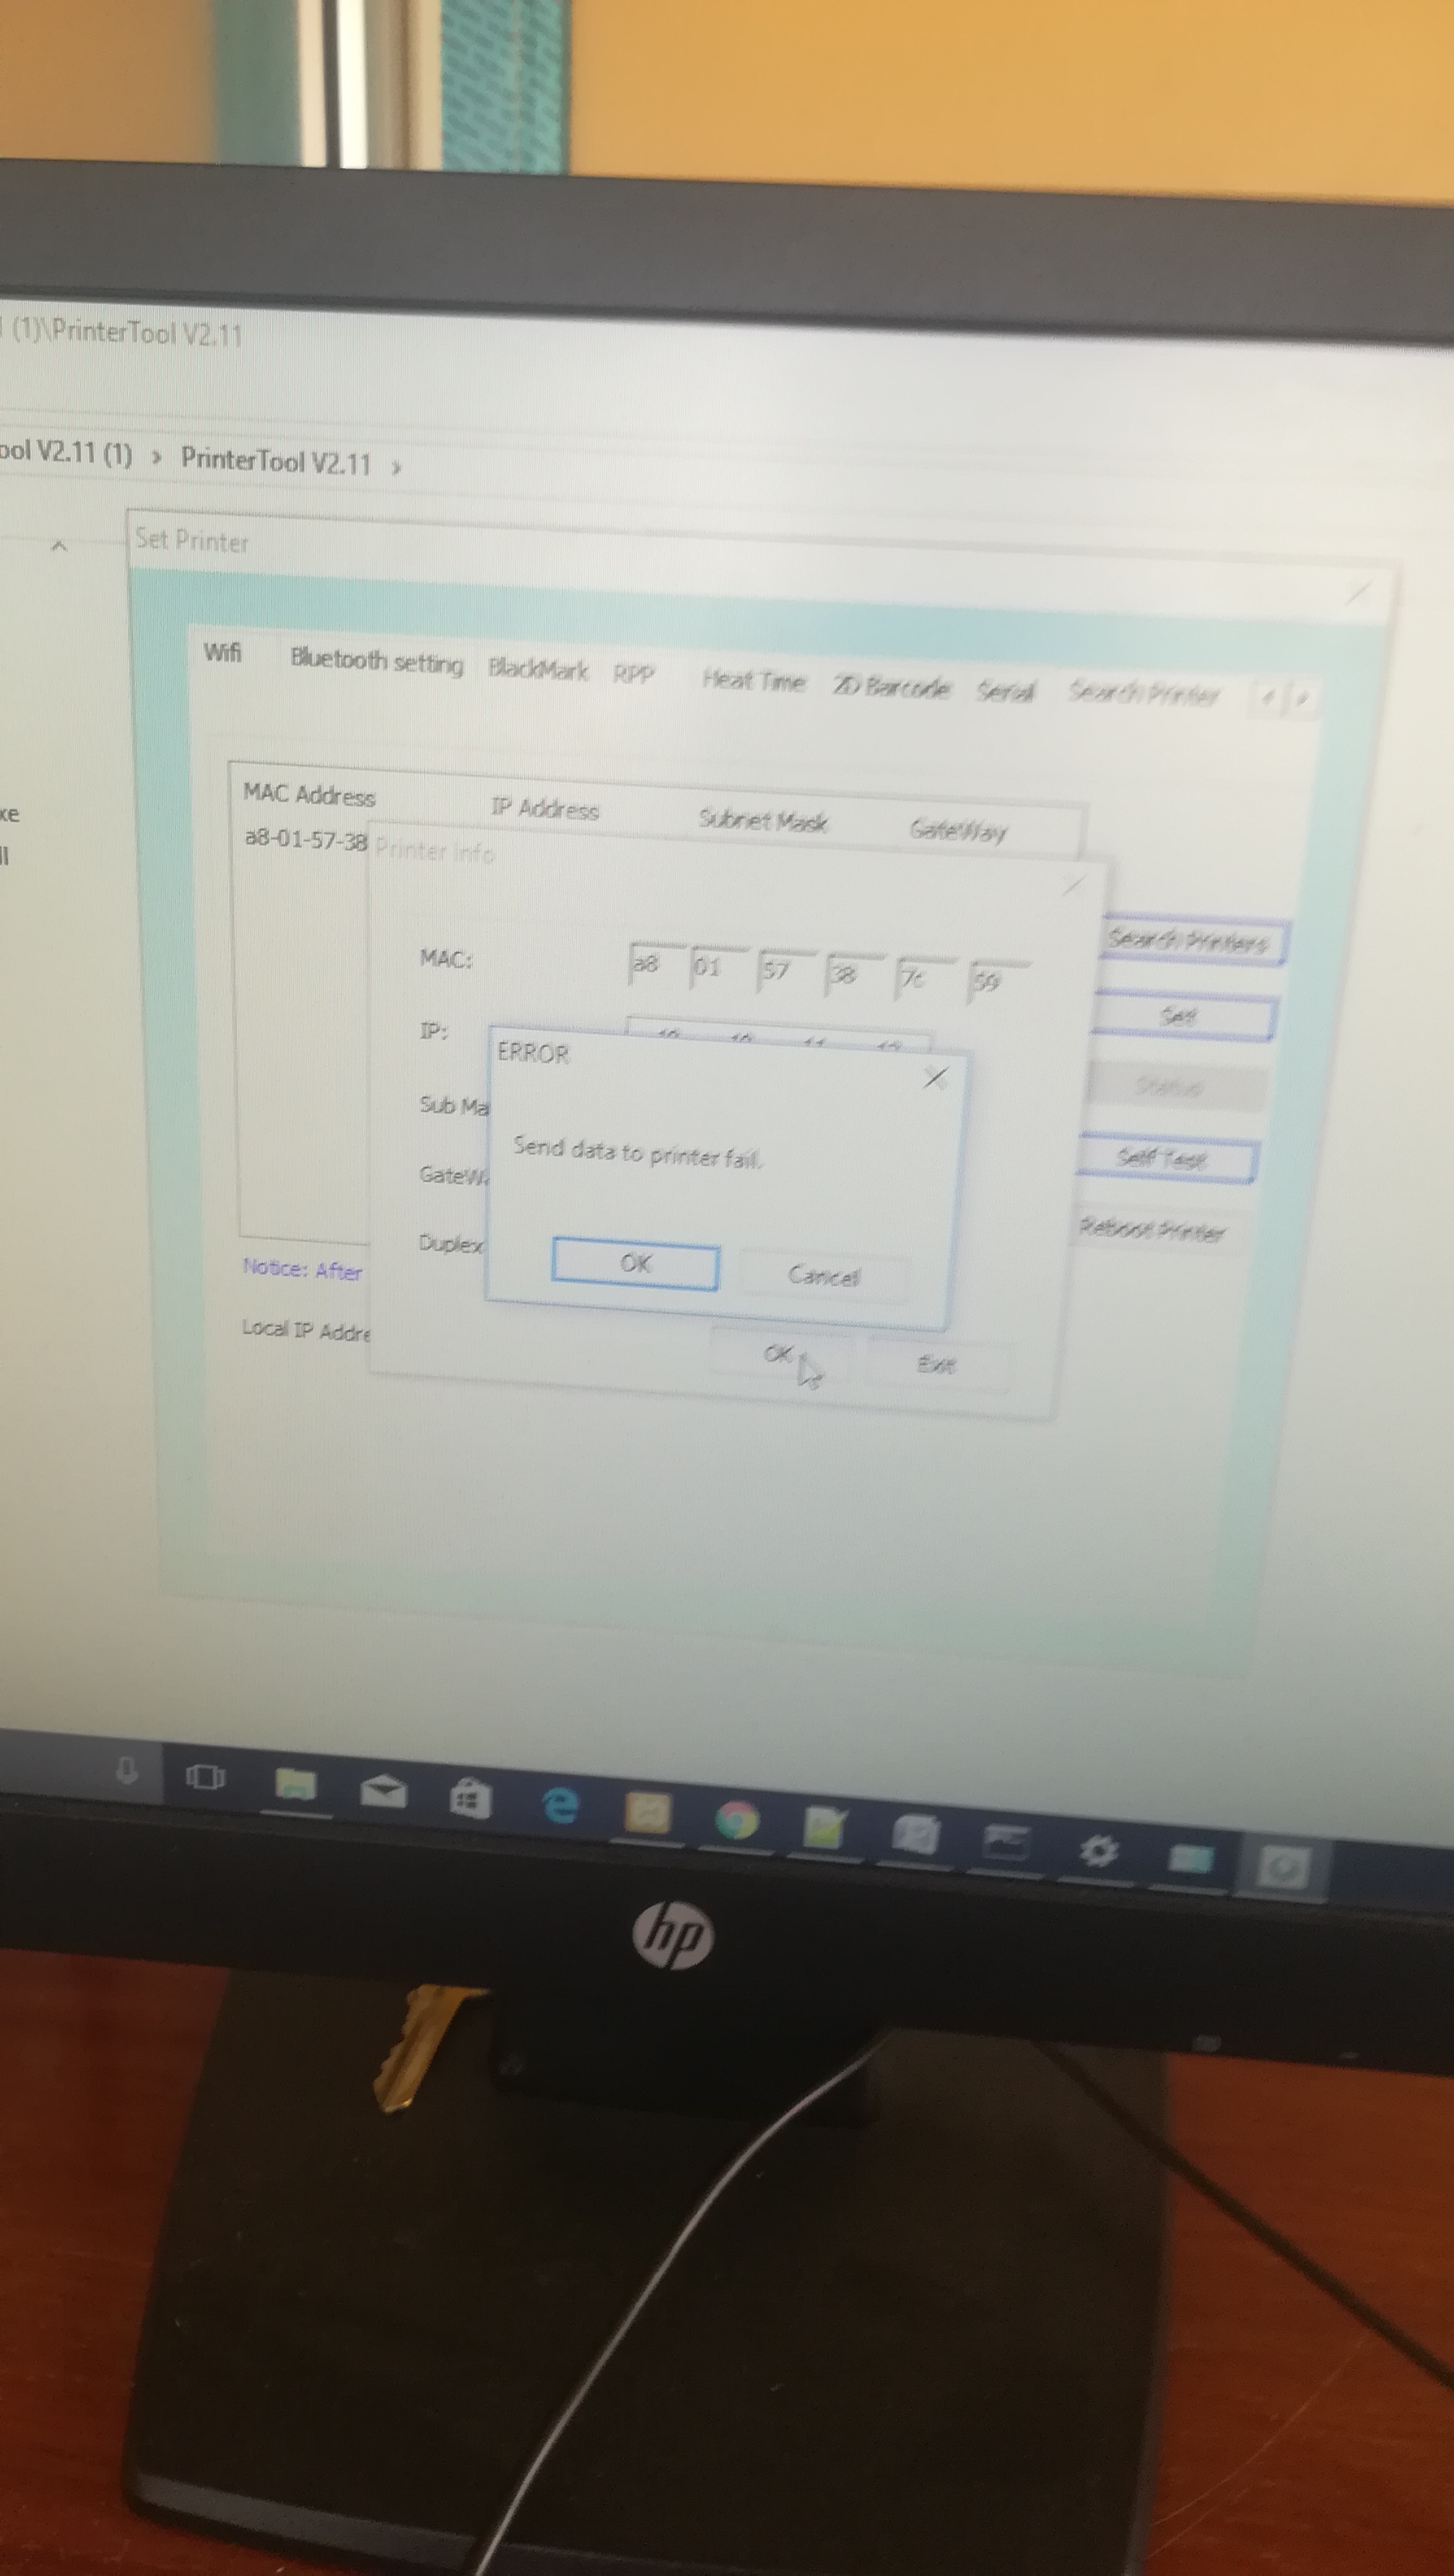 (1)\PrinterTool V2.11
ool V2.11 (1) › PrinterTool V2.11 ›
Set Printer
Wifi Bluetooth setting BlackMark RPP Heat Time 2D Barcode Serial Search Printer
MAC Address IP Address Subnet Mask GateWay
a8-01-57-38
Printer Info
MAC: a8 01 57 38 7c 59
Search Printers
IP:
Set
ERROR
Status
Sub Ma
Send data to printer fail.
Self Test
GateW
Reboot Printer
Duplex
OK Cancel
Notice: After
Local IP Addre
OK Exit
xe
ll
hp